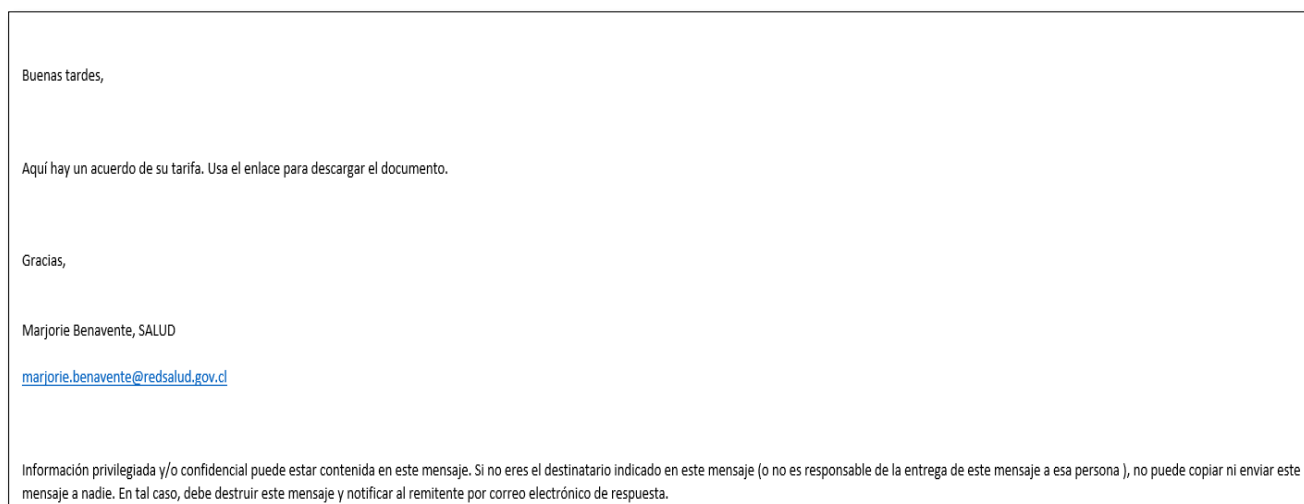 Buenas tardes,
Aquí hay un acuerdo de su tarifa. Usa el enlace para descargar el documento.
Gracias,
Marjorie Benavente, SALUD
marjorie.benavente@redsalud.gov.cl
Información privilegiada y/o confidencial puede estar contenida en este mensaje. Si no eres el destinatario indicado en este mensaje (o no es responsable de la entrega de este mensaje a esa persona ), no puede copiar ni enviar este
mensaje a nadie. En tal caso, debe destruir este mensaje y notificar al remitente por correo electrónico de respuesta.